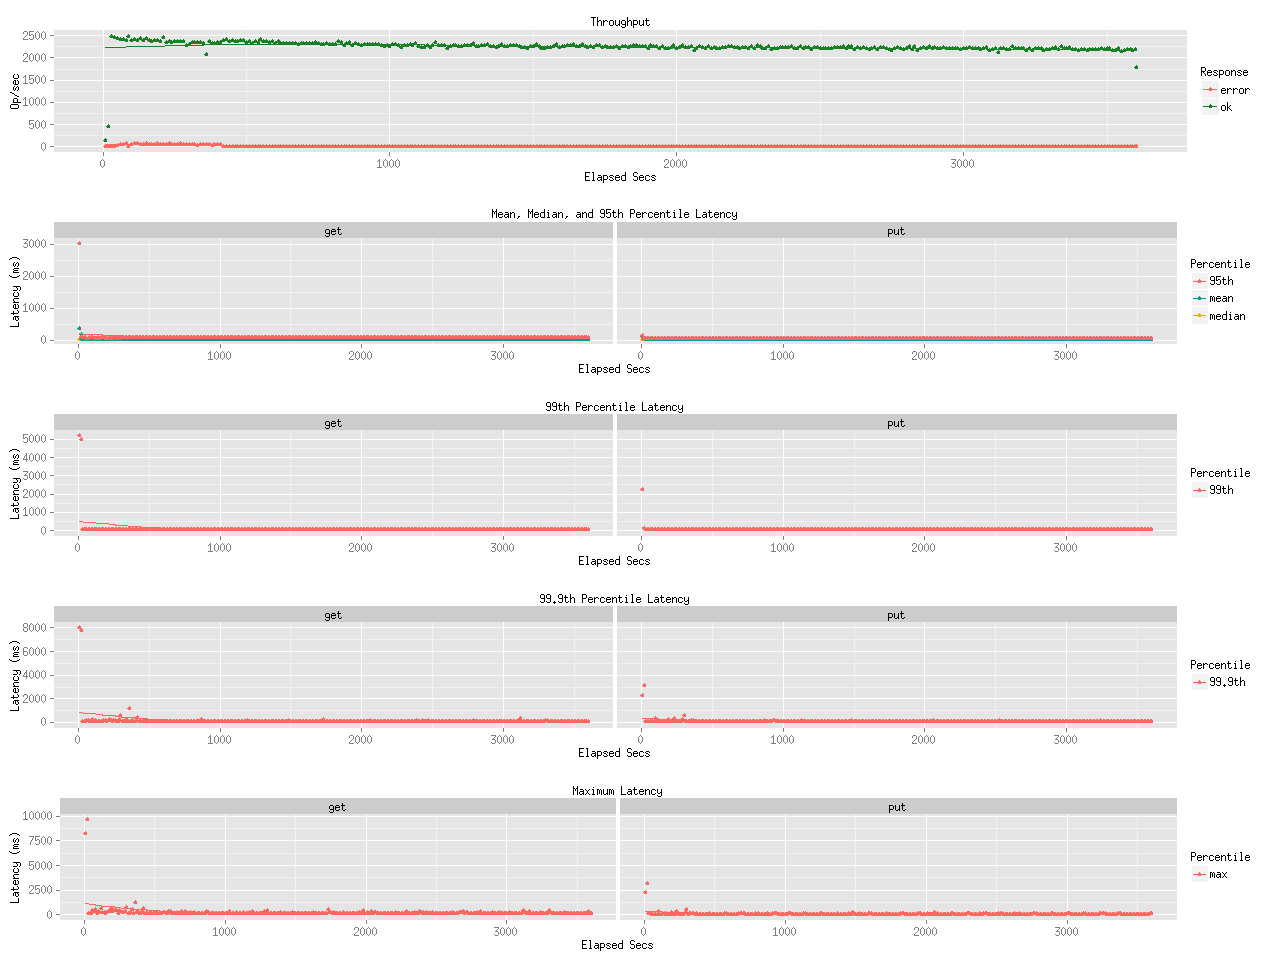 Throughput
2500
2000
1500
1000
500
0
Op/sec
0 1000 2000 3000
Elapsed Secs
Response
error
ok
Mean, Median, and 95th Percentile Latency
get put
3000
2000
1000
0
Latency (ms)
0 1000 2000 3000 0 1000 2000 3000
Elapsed Secs
Percentile
95th
mean
median
99th Percentile Latency
get put
5000
4000
3000
2000
1000
0
Latency (ms)
0 1000 2000 3000 0 1000 2000 3000
Elapsed Secs
Percentile
99th
99.9th Percentile Latency
get put
8000
6000
4000
2000
0
Latency (ms)
0 1000 2000 3000 0 1000 2000 3000
Elapsed Secs
Percentile
99.9th
Maximum Latency
get put
10000
7500
5000
2500
0
Latency (ms)
0 1000 2000 3000 0 1000 2000 3000
Elapsed Secs
Percentile
max